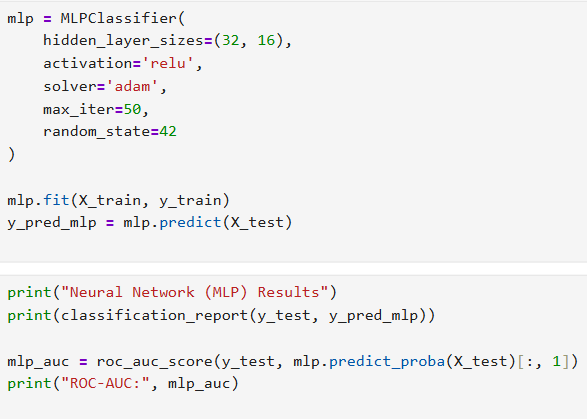 mlp = MLPClassifier(
    hidden_layer_sizes=(32, 16),
    activation='relu',
    solver='adam',
    max_iter=50,
    random_state=42
)
mlp.fit(X_train, y_train)
y_pred_mlp = mlp.predict(X_test)
print("Neural Network (MLP) Results")
print(classification_report(y_test, y_pred_mlp))
mlp_auc = roc_auc_score(y_test, mlp.predict_proba(X_test)[:, 1])
print("ROC-AUC:", mlp_auc)